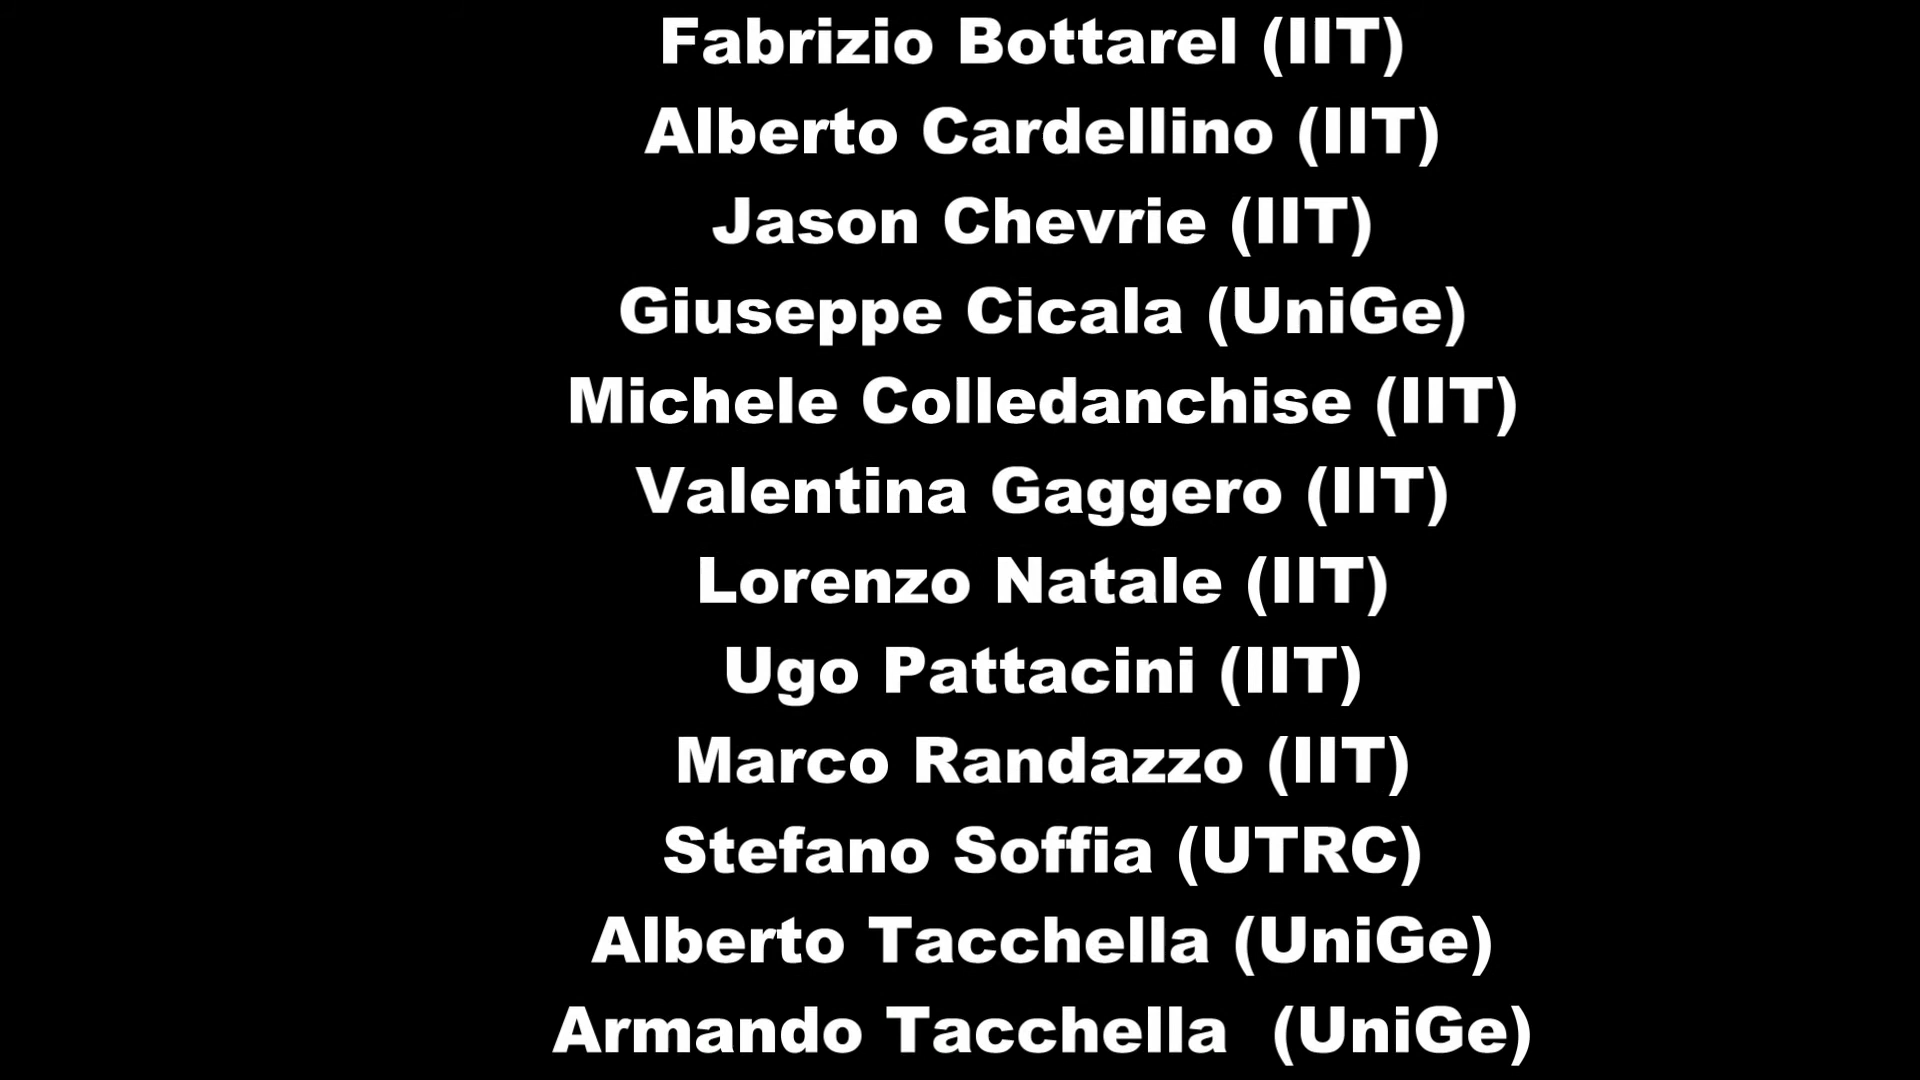 Fabrizio Bottarel (IIT)
Alberto Cardellino (IIT)
Jason Chevrie (IIT)
Giuseppe Cicala (UniGe)
Michele Colledanchise (IIT)
Valentina Gaggero (IIT)
Lorenzo Natale (IIT)
Ugo Pattacini (IIT)
Marco Randazzo (IIT)
Stefano Soffia (UTRC)
Alberto Tacchella (UniGe)
Armando Tacchella  (UniGe)